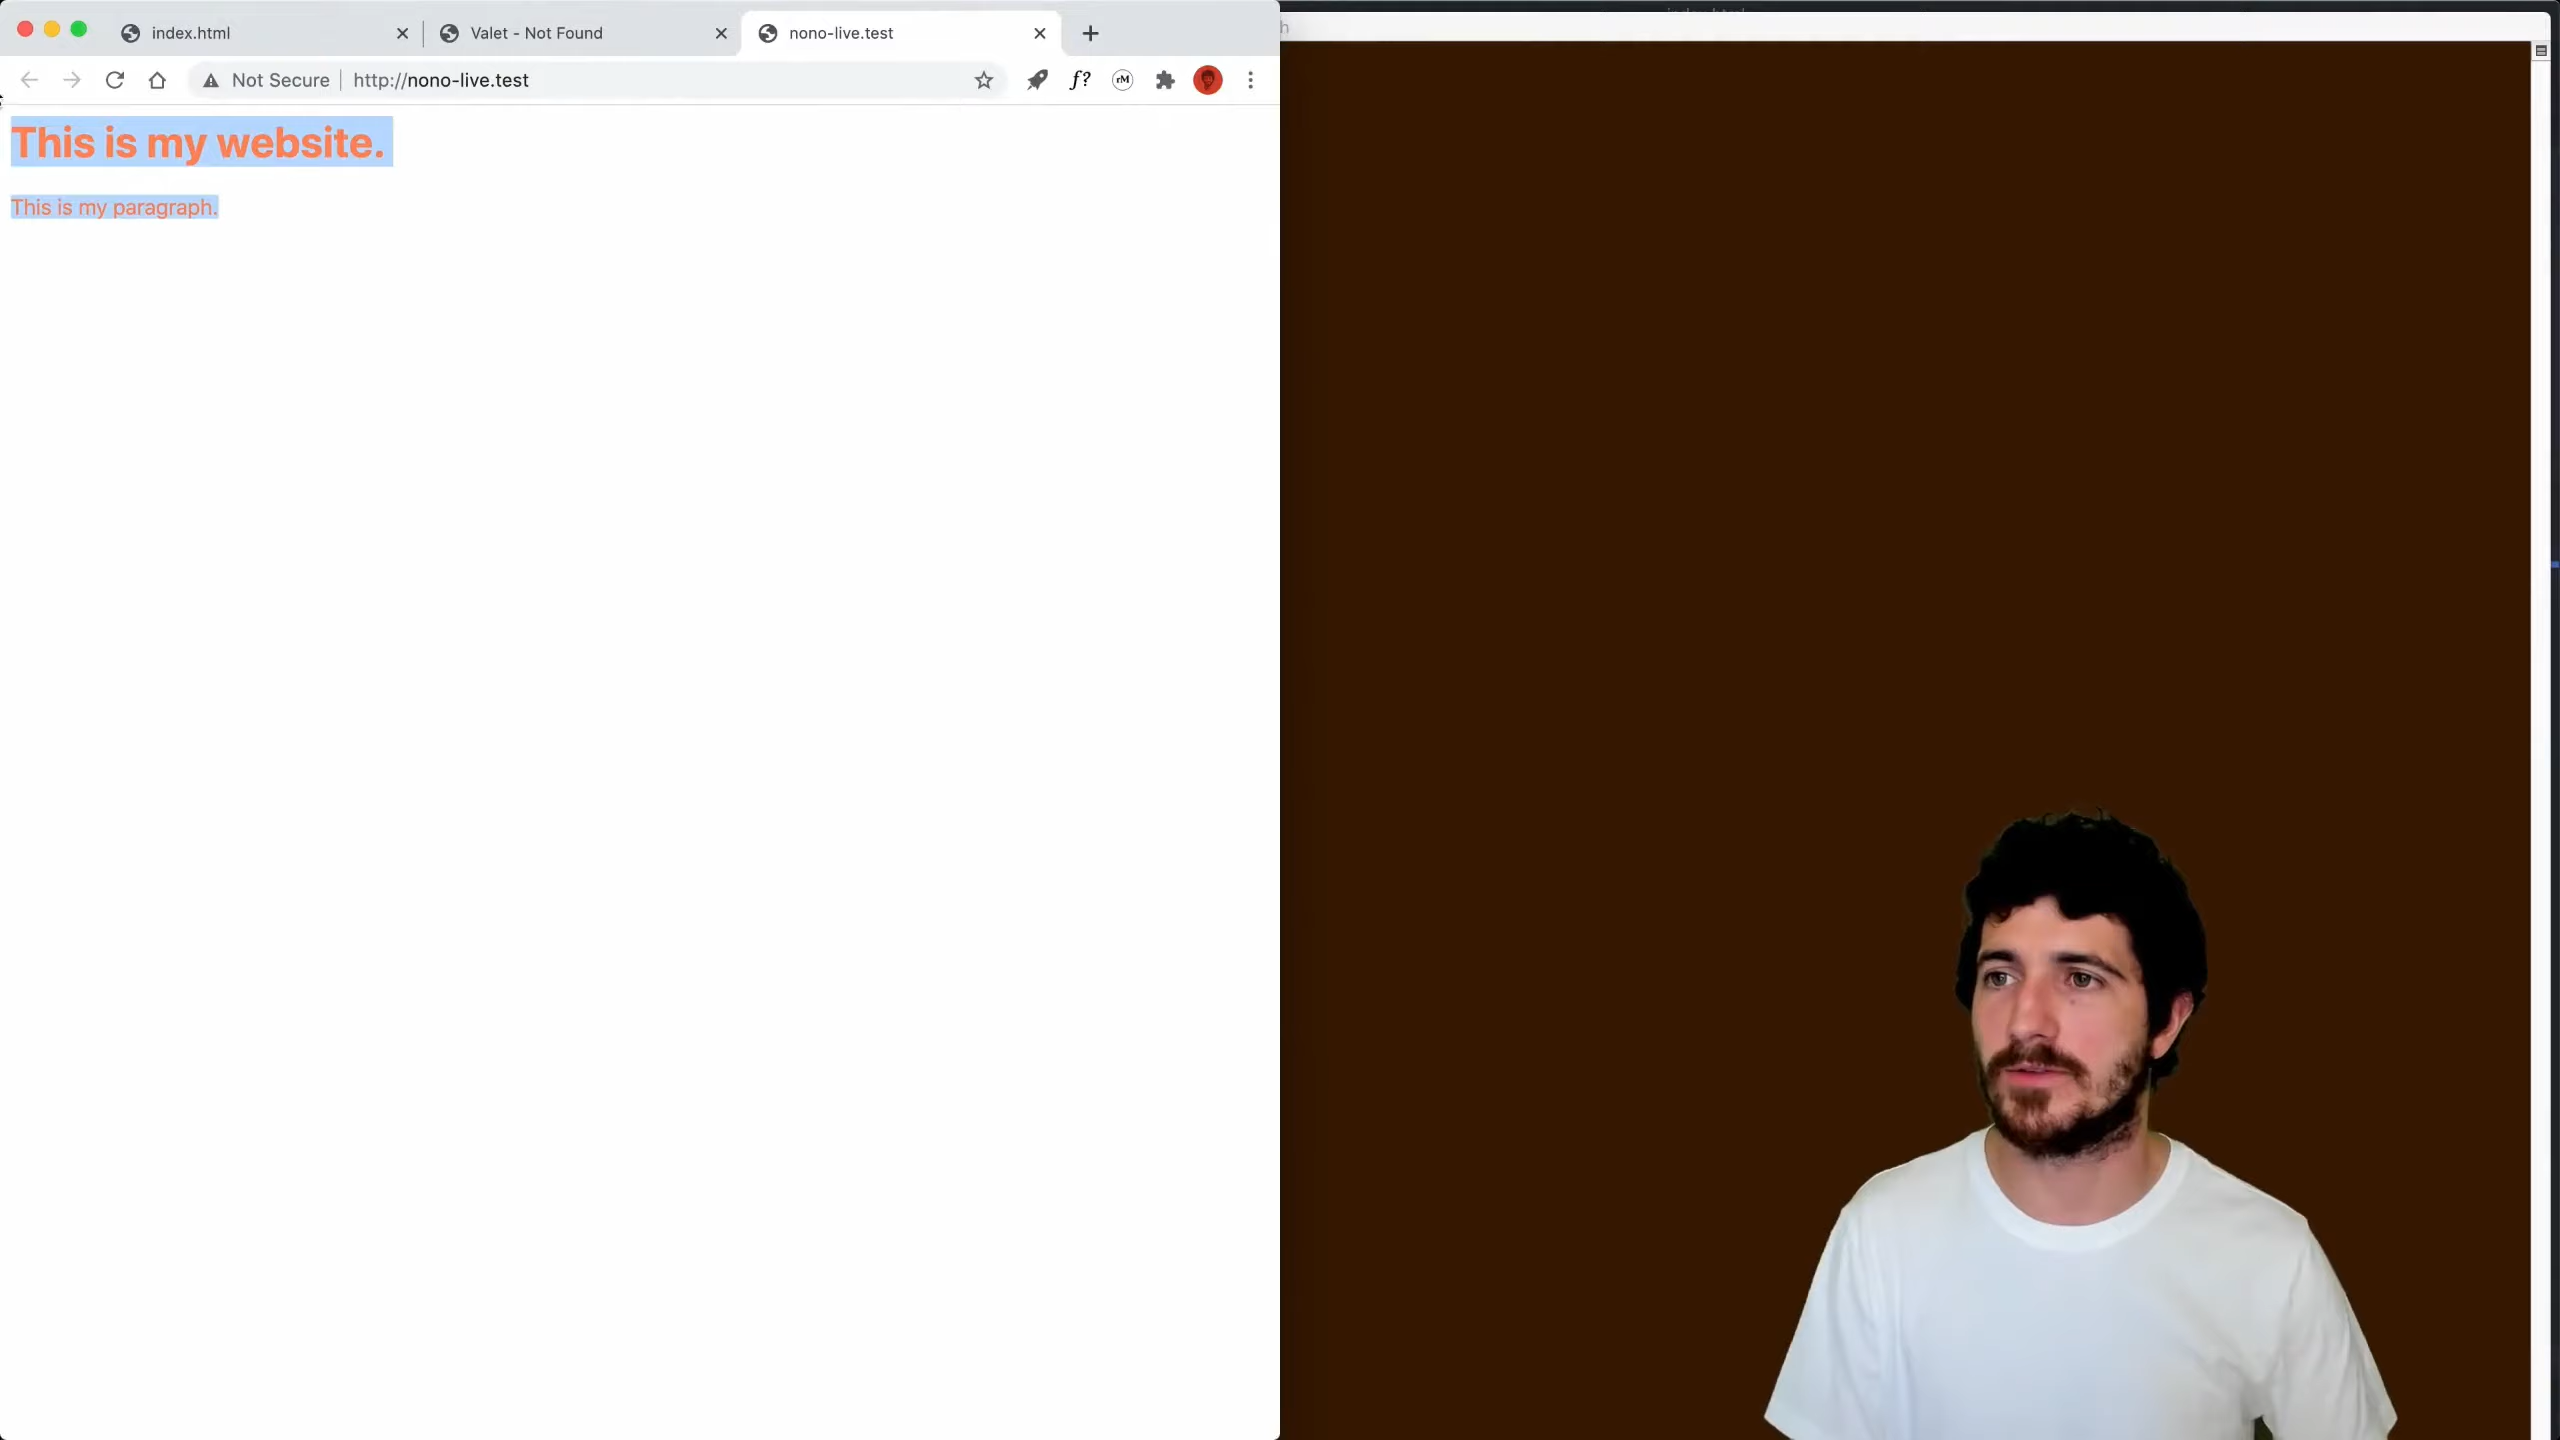 index.html
Valet - Not Found
nono-live.test
Not Secure
http://nono-live.test
f?
rM
This is my website.
This is my paragraph.
h